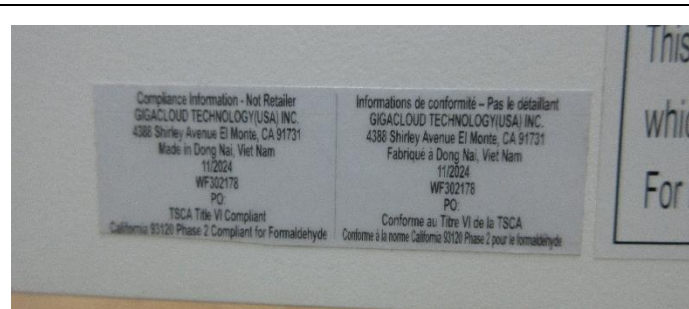 Compliance Information - Not Retailer
GIGACLOUD TECHNOLOGY(USA) INC.
4388 Shirley Avenue El Monte, CA 91731
Made in Dong Nai, Viet Nam
11/2024
WF302178
PO:
TSCA Title VI Compliant
California 93120 Phase 2 Compliant for Formaldehyde
Informations de conformité – Pas le détaillant
GIGACLOUD TECHNOLOGY(USA) INC.
4388 Shirley Avenue El Monte, CA 91731
Fabriqué à Dong Nai, Viet Nam
11/2024
WF302178
PO:
Conforme au Titre VI de la TSCA
Conforme à la norme California 93120 Phase 2 pour le formaldéhyde
This
For